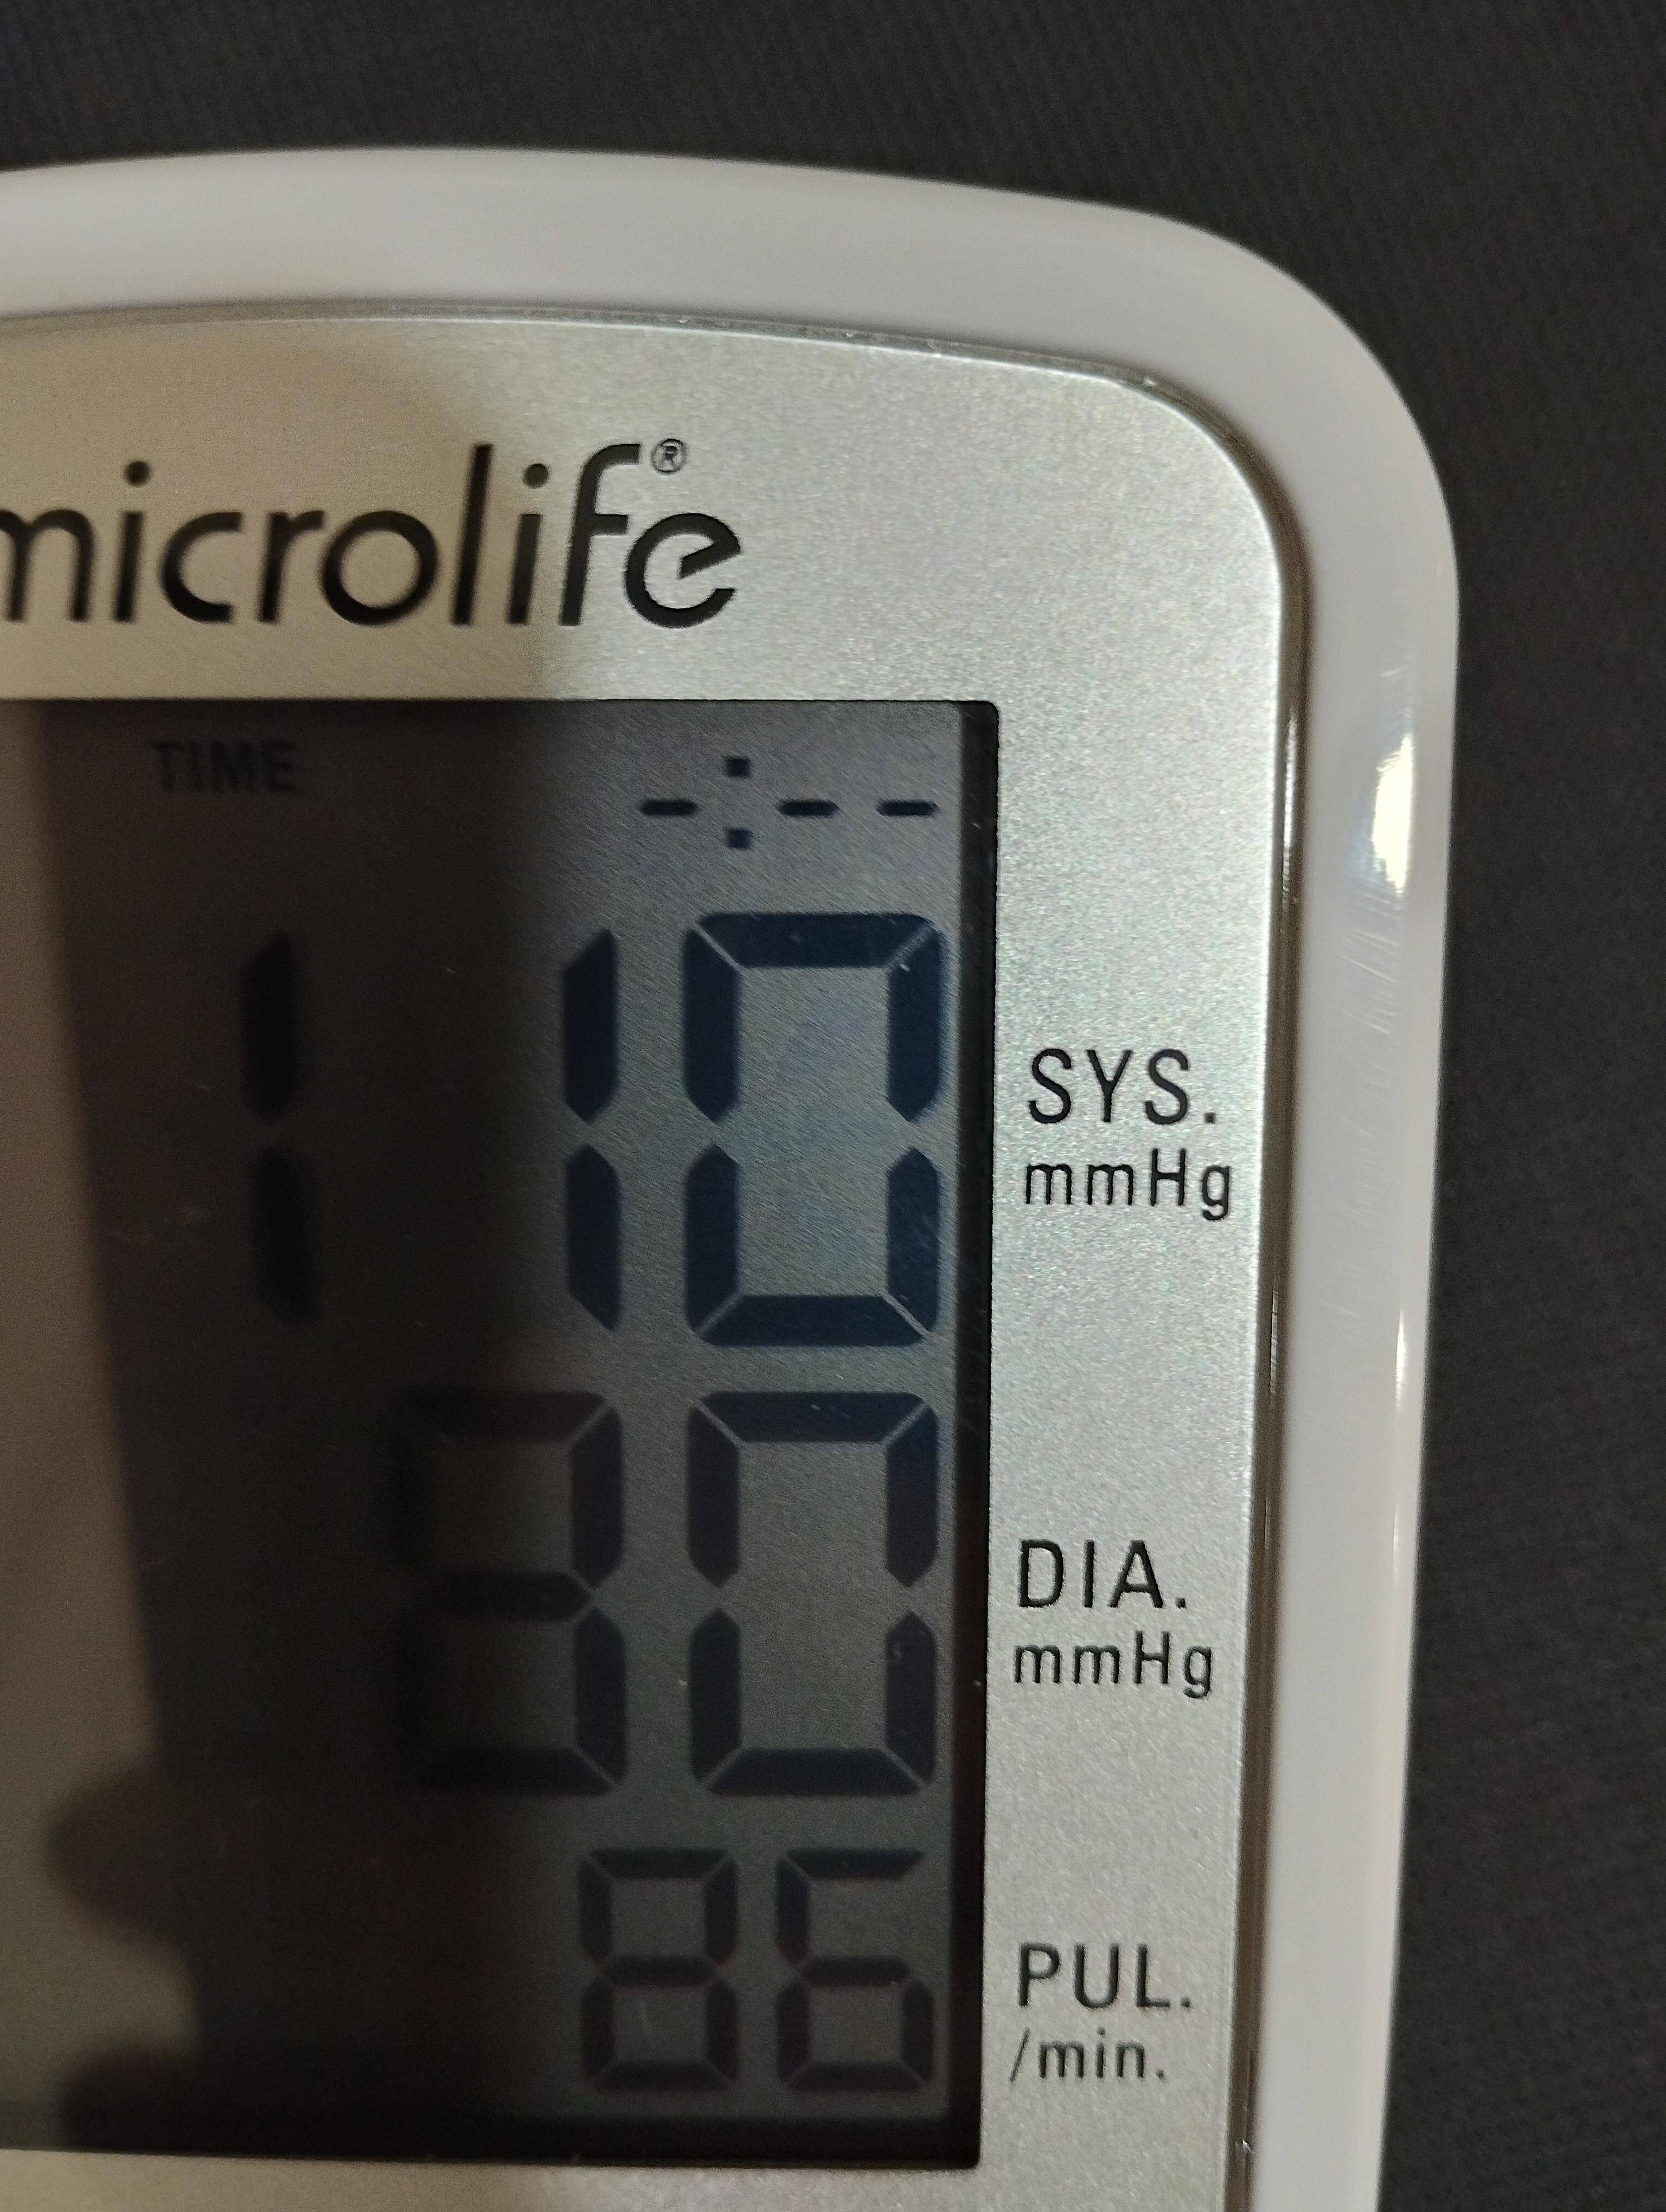 microlife®
TIME
-:--
110
SYS.
mmHg
80
DIA.
mmHg
86
PUL.
/min.